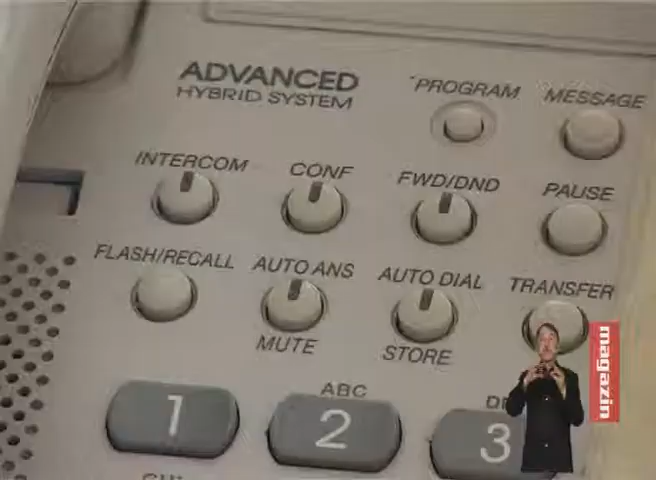 ADVANCED
HYBRID SYSTEM
PROGRAM
MESSAGE
INTERCOM
CONF
FWD/DND
PAUSE
FLASH/RECALL
AUTO ANS
AUTO DIAL
TRANSFER
MUTE
STORE
magazin
ABC
1
2
3